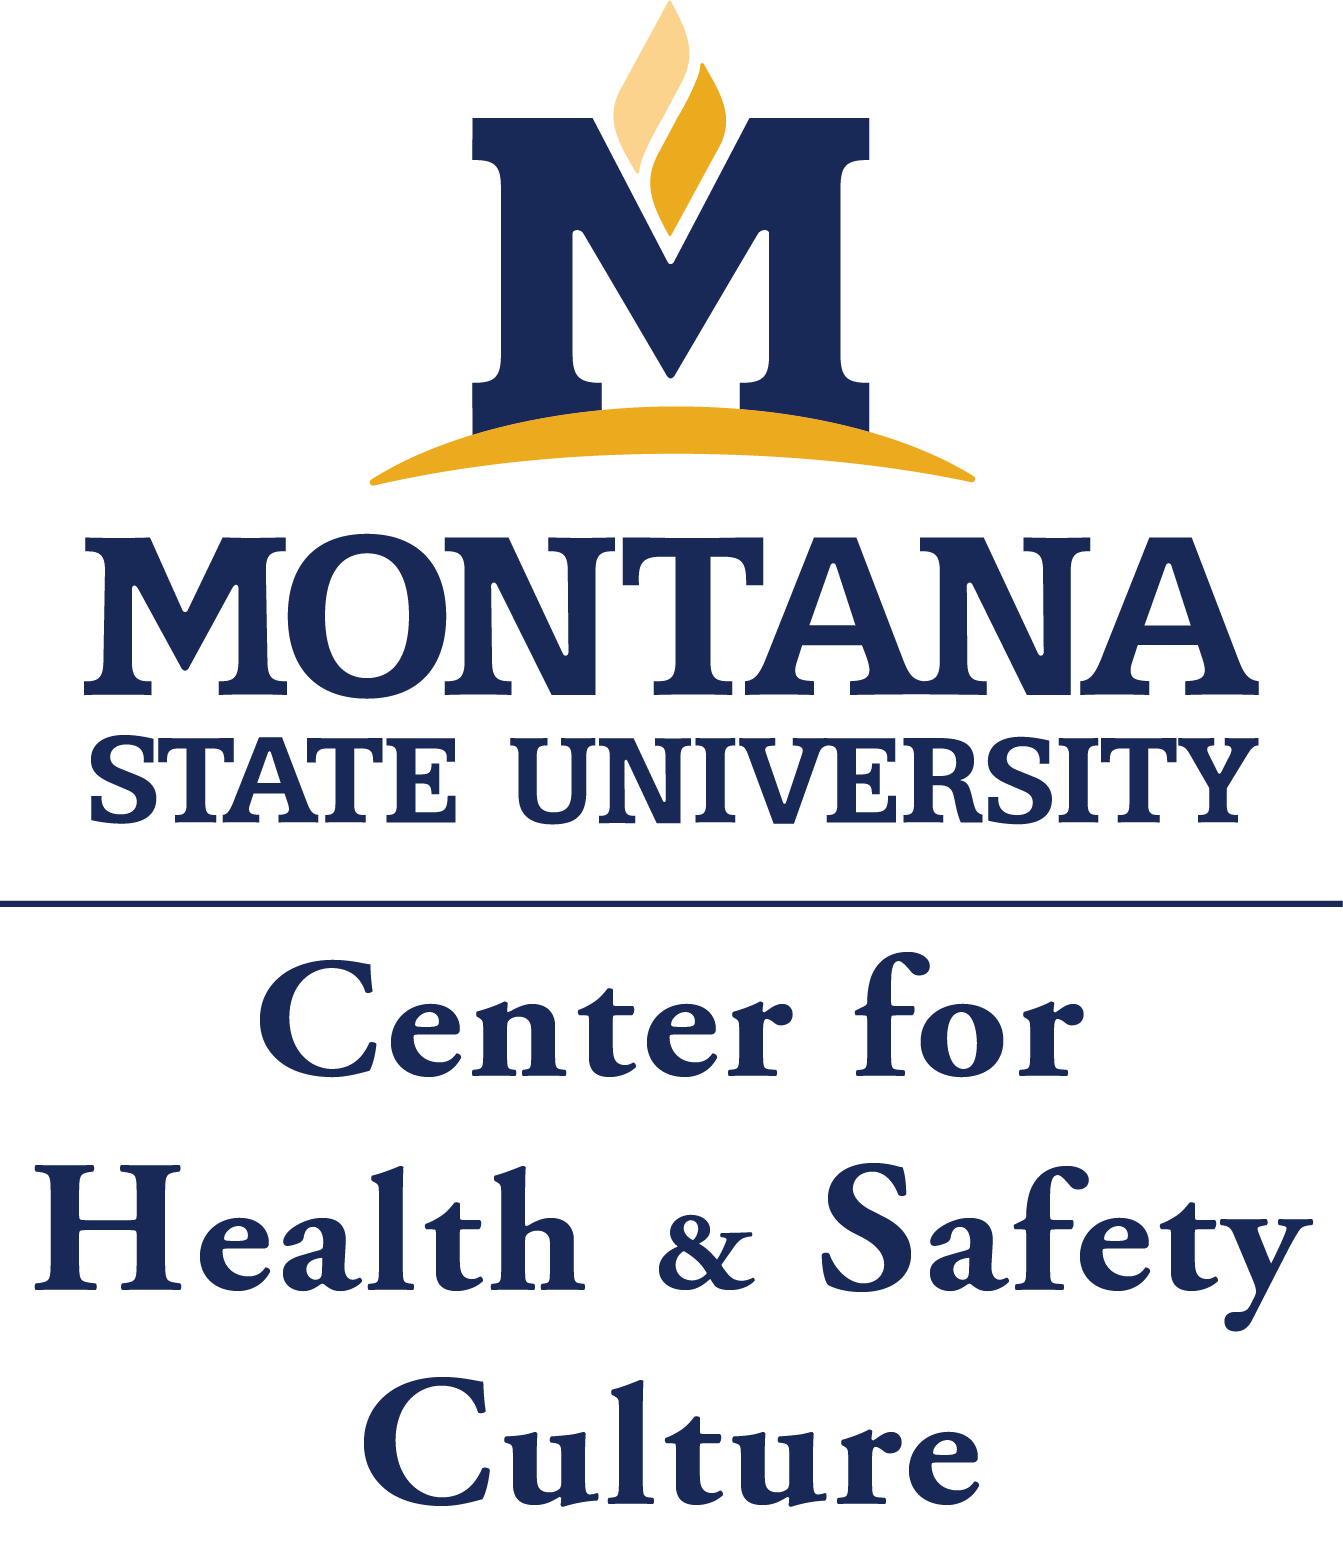 M
MONTANA
STATE UNIVERSITY
Center for
Health & Safety
Culture